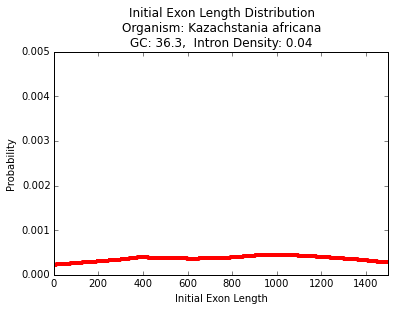 Initial Exon Length Distribution
Organism: Kazachstania africana
GC: 36.3,  Intron Density: 0.04
0.005
0.004
0.003
0.002
0.001
0.000
Probability
0 200 400 600 800 1000 1200 1400
Initial Exon Length